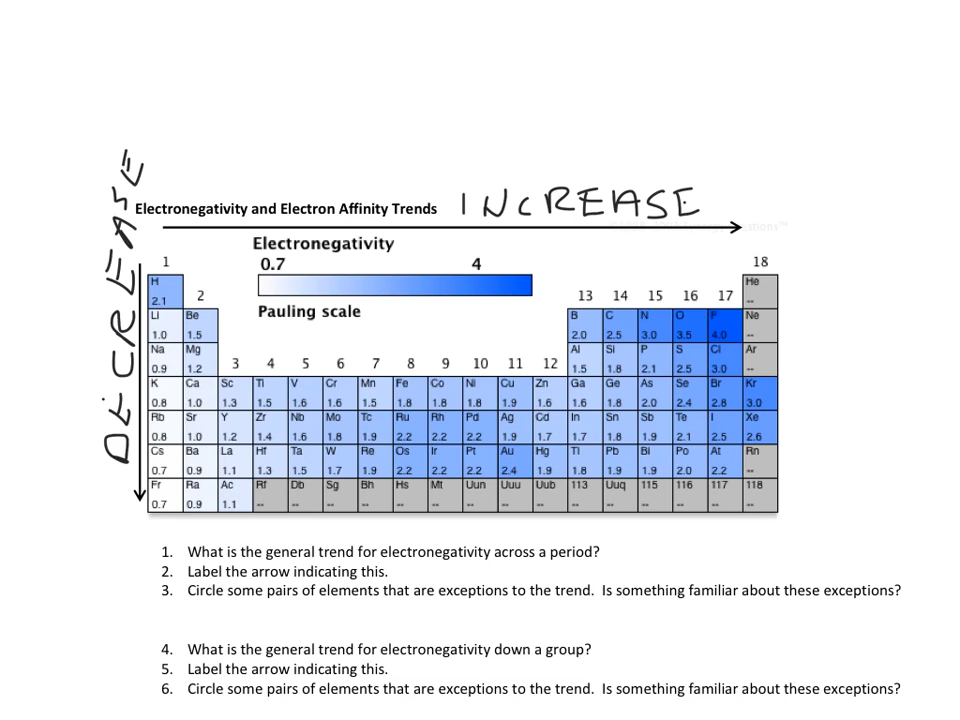 DECREASE
Electronegativity and Electron Affinity Trends INCREASE
Electronegativity
0.7 4
Pauling scale
1 18
2 13 14 15 16 17
3 4 5 6 7 8 9 10 11 12
H He
2.1 --
Li Be B C N O F Ne
1.0 1.5 2.0 2.5 3.0 3.5 4.0 --
Na Mg Al Si P S Cl Ar
0.9 1.2 1.5 1.8 2.1 2.5 3.0 --
K Ca Sc Ti V Cr Mn Fe Co Ni Cu Zn Ga Ge As Se Br Kr
0.8 1.0 1.3 1.5 1.6 1.6 1.5 1.8 1.8 1.8 1.9 1.6 1.6 1.8 2.0 2.4 2.8 3.0
Rb Sr Y Zr Nb Mo Tc Ru Rh Pd Ag Cd In Sn Sb Te I Xe
0.8 1.0 1.2 1.4 1.6 1.8 1.9 2.2 2.2 2.2 1.9 1.7 1.7 1.8 1.9 2.1 2.5 2.6
Cs Ba La Hf Ta W Re Os Ir Pt Au Hg Tl Pb Bi Po At Rn
0.7 0.9 1.1 1.3 1.5 1.7 1.9 2.2 2.2 2.2 2.4 1.9 1.8 1.9 1.9 2.0 2.2 --
Fr Ra Ac Rf Db Sg Bh Hs Mt Uun Uuu Uub 113 Uuq 115 116 117 118
0.7 0.9 1.1 -- -- -- -- -- -- -- -- -- -- -- -- -- -- --
1. What is the general trend for electronegativity across a period?
2. Label the arrow indicating this.
3. Circle some pairs of elements that are exceptions to the trend. Is something familiar about these exceptions?
4. What is the general trend for electronegativity down a group?
5. Label the arrow indicating this.
6. Circle some pairs of elements that are exceptions to the trend. Is something familiar about these exceptions?